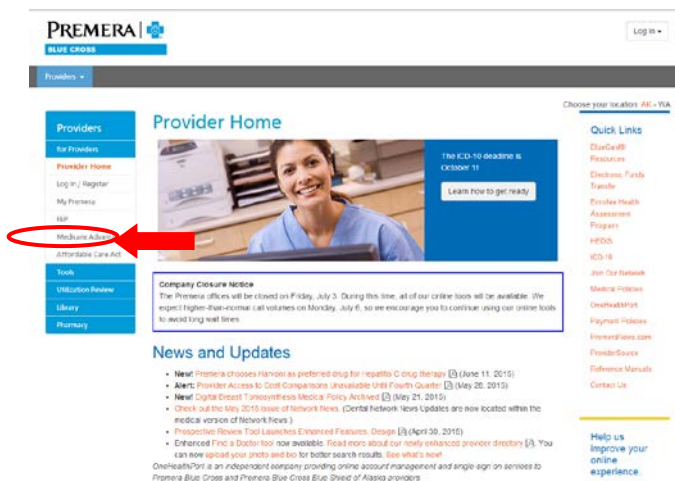 PREMERA
BLUE CROSS
Log in
Providers
Choose your location: AK - WA
Providers
for Providers
Provider Home
Log In / Register
My Premera
FEP
Medicare Advan
Affordable Care Act
Tools
Utilization Review
Library
Pharmacy
Provider Home
The ICD-10 deadline is
October 1!
Learn how to get ready
Company Closure Notice
The Premera offices will be closed on Friday, July 3. During this time, all of our online tools will be available. We
expect higher-than-normal call volumes on Monday, July 6, so we encourage you to continue using our online tools
to avoid long wait times.
News and Updates
• New! Premera chooses Harvoni as preferred drug for Hepatitis C drug therapy (June 11, 2015)
• Alert: Provider Access to Cost Comparisons Unavailable Until Fourth Quarter (May 28, 2015)
• New! Digital Breast Tomosynthesis Medical Policy Archived (May 21, 2015)
• Check out the May 2015 issue of Network News. (Dental Network News Updates are now located within the
medical version of Network News.)
• Prospective Review Tool Launches Enhanced Features, Design (April 30, 2015)
• Enhanced Find a Doctor tool now available. Read more about our newly enhanced provider directory. You
can now upload your photo and bio for better search results. See what's new!
OneHealthPort is an independent company providing online account management and single sign on services to
Premera Blue Cross and Premera Blue Cross Blue Shield of Alaska providers
Quick Links
BlueCard®
Resources
Electronic Funds
Transfer
Enrollee Health
Assessment
Program
HEDIS
ICD-10
Join Our Network
Medical Policies
OneHealthPort
Payment Policies
PremeraNews.com
ProviderSource
Reference Manuals
Contact Us
Help us
improve your
online
experience.